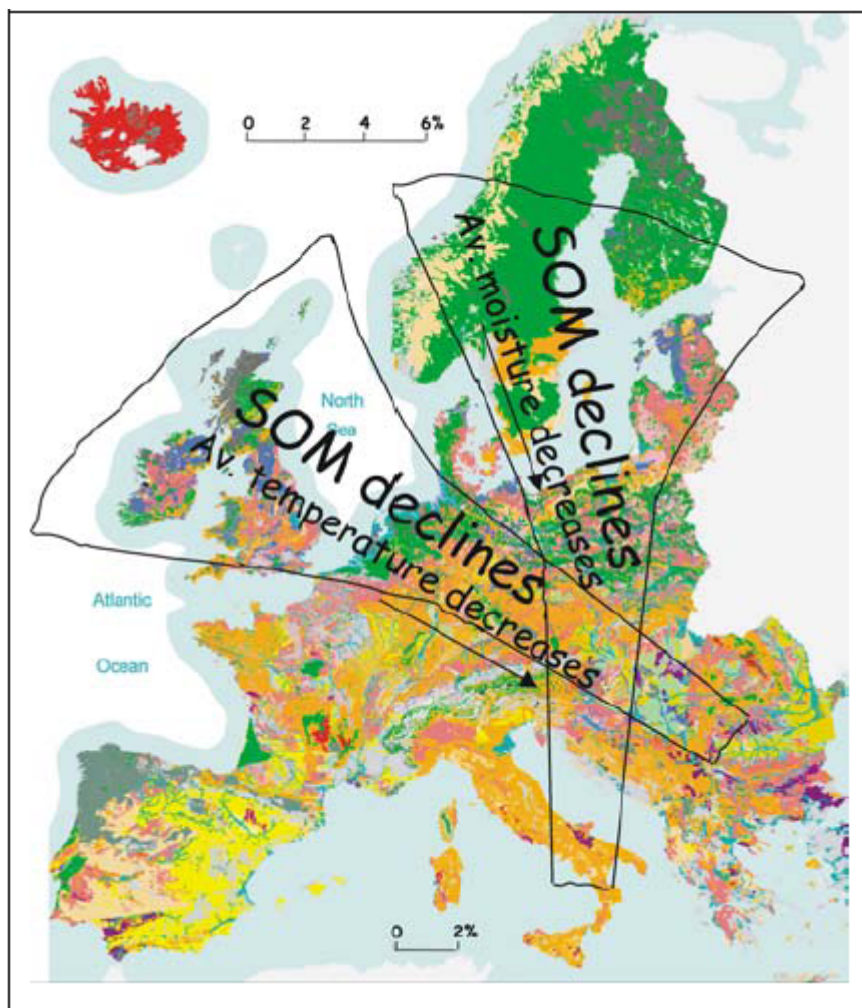 0 2 4 6%
SOM declines
Av. moisture decreases
North
Sea
SOM declines
Av. temperature decreases
Atlantic
Ocean
0 2%